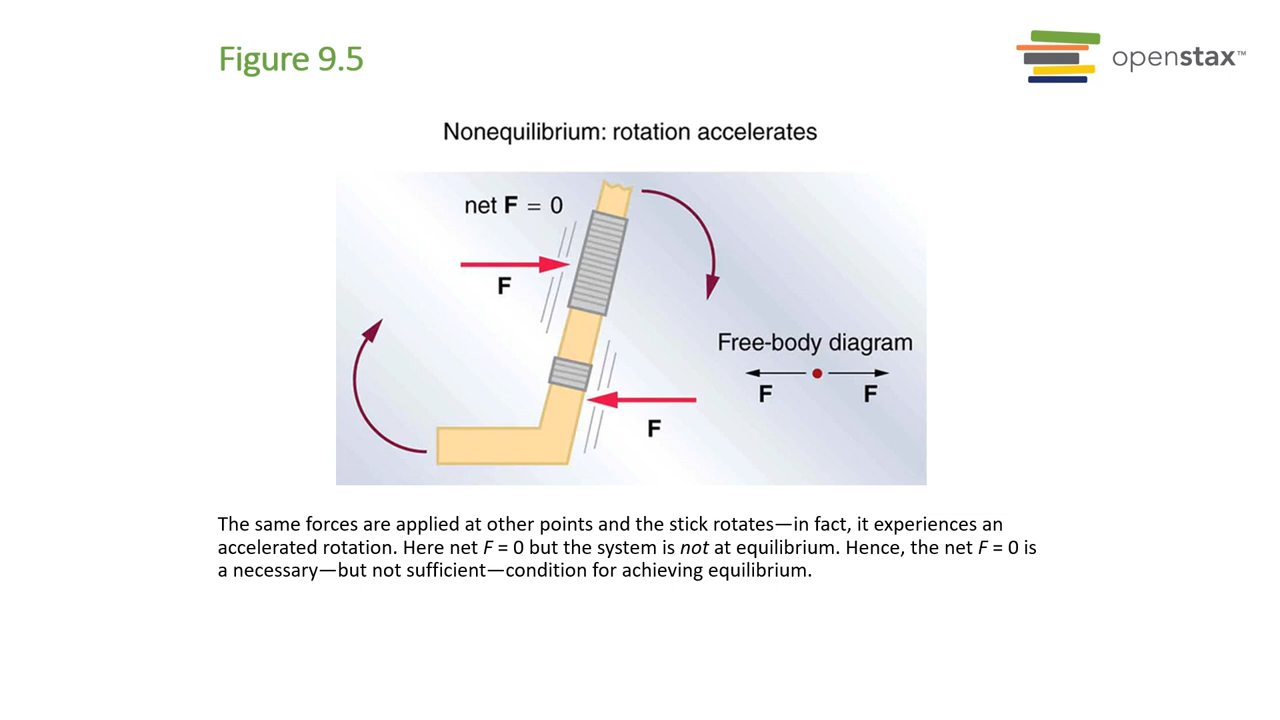 Figure 9.5
openstax™
Nonequilibrium: rotation accelerates
net F = 0
F
F
Free-body diagram
F F
The same forces are applied at other points and the stick rotates—in fact, it experiences an
accelerated rotation. Here net F = 0 but the system is not at equilibrium. Hence, the net F = 0 is
a necessary—but not sufficient—condition for achieving equilibrium.